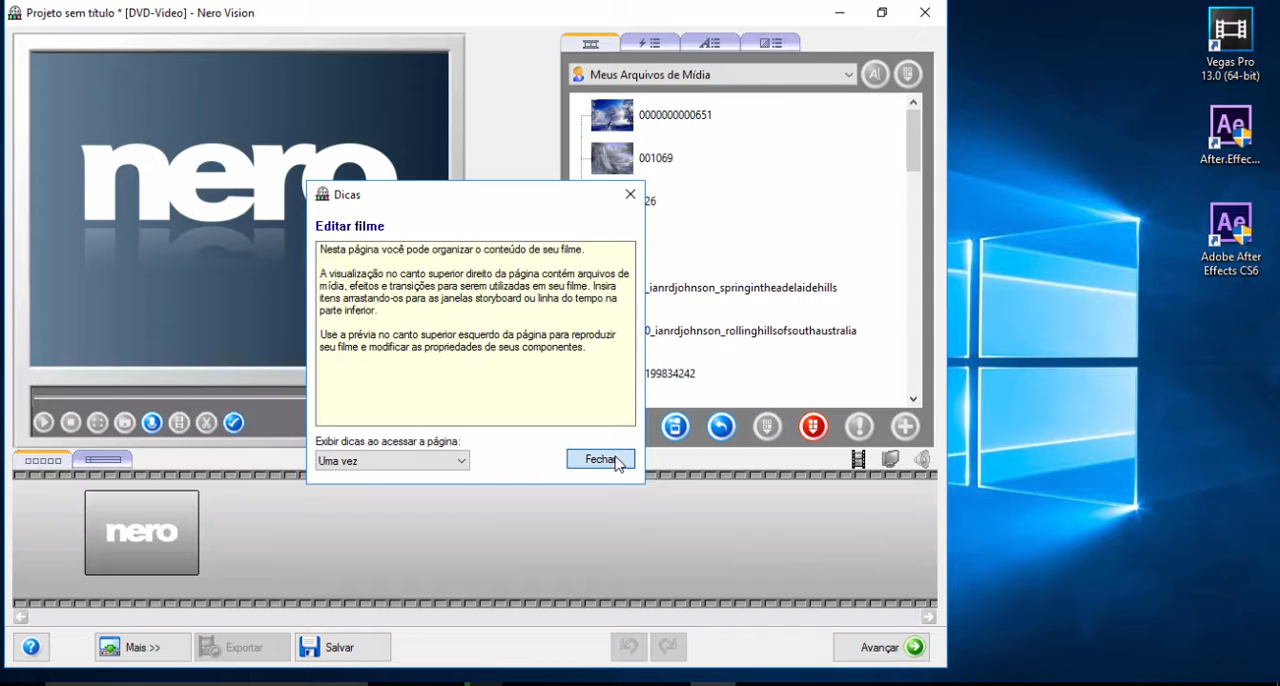 Projeto sem título * [DVD-Video] - Nero Vision
Vegas Pro
13.0 (64-bit)
Meus Arquivos de Mídia
0000000000651
001069
26
nero
After.Effec...
Dicas
Editar filme
Nesta página você pode organizar o conteúdo de seu filme.
A visualização no canto superior direito da página contém arquivos de
mídia, efeitos e transições para serem utilizadas em seu filme. Insira
itens arrastando-os para as janelas storyboard ou linha do tempo na
parte inferior.
Use a prévia no canto superior esquerdo da página para reproduzir
seu filme e modificar as propriedades de seus componentes.
Adobe After
Effects CS6
_ianrdjohnson_springintheadelaidehills
0_ianrdjohnson_rollinghillsofsouthaustralia
199834242
Exibir dicas ao acessar a página:
Uma vez
Fechar
nero
Mais >>
Exportar
Salvar
Avançar